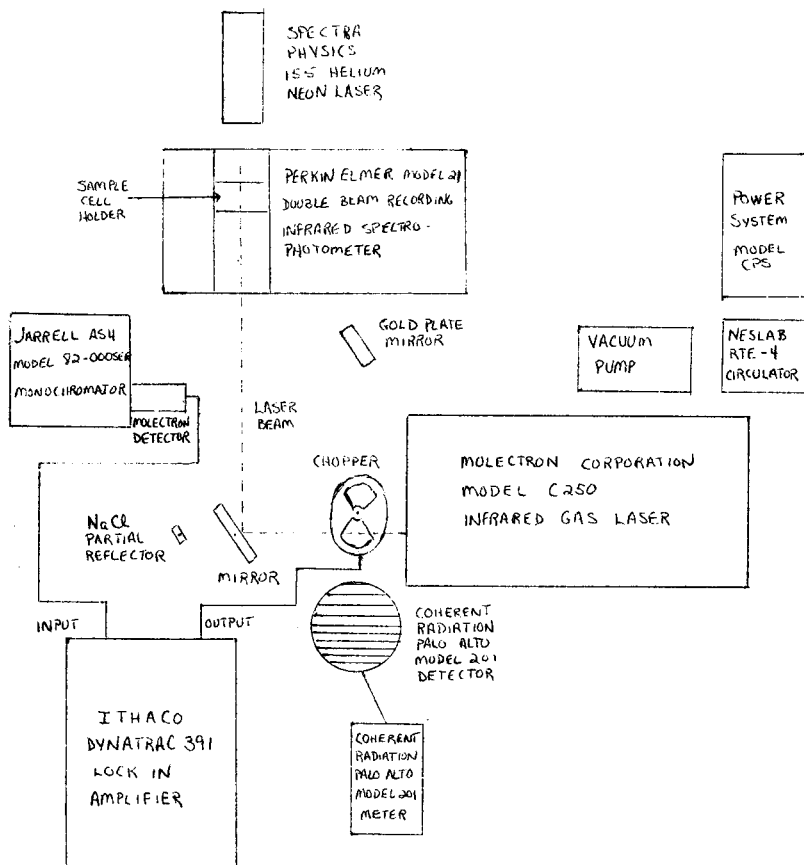 SPECTRA
PHYSICS
155 HELIUM
NEON LASER
SAMPLE
CELL
HOLDER
PERKIN ELMER MODEL 21
DOUBLE BEAM RECORDING
INFRARED SPECTRO-
PHOTOMETER
POWER
SYSTEM
MODEL
CPS
GOLD PLATE
MIRROR
VACUUM
PUMP
NESLAB
RTE-4
CIRCULATOR
JARRELL ASH
MODEL 82-000SER
MONOCHROMATOR
MOLECTRON
DETECTOR
LASER
BEAM
CHOPPER
MOLECTRON CORPORATION
MODEL C250
INFRARED GAS LASER
NaCl
PARTIAL
REFLECTOR
MIRROR
INPUT
OUTPUT
COHERENT
RADIATION
PALO ALTO
MODEL 201
DETECTOR
ITHACO
DYNATRAC 391
LOCK IN
AMPLIFIER
COHERENT
RADIATION
PALO ALTO
MODEL 201
METER